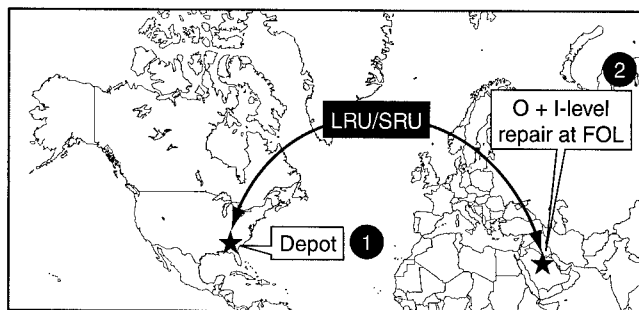 2
O + I-level
repair at FOL
LRU/SRU
Depot
1